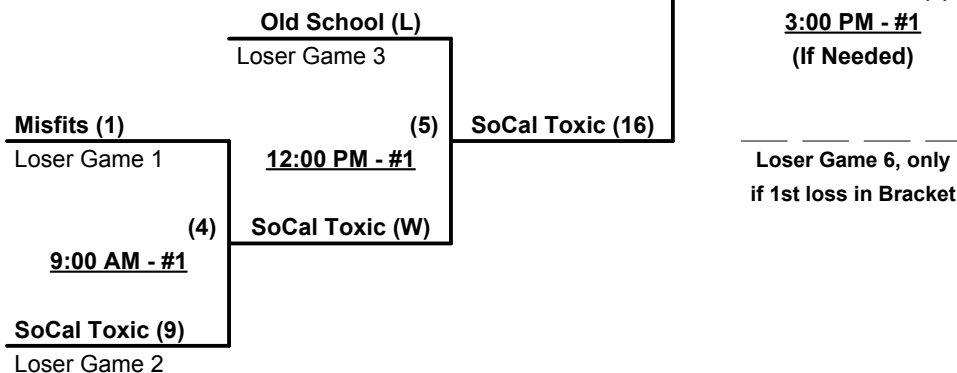 Old School (L)
3:00 PM - #1
Loser Game 3
(If Needed)
Misfits (1)
(5)
SoCal Toxic (16)
Loser Game 1
12:00 PM - #1
Loser Game 6, only
if 1st loss in Bracket
(4)
SoCal Toxic (W)
9:00 AM - #1
SoCal Toxic (9)
Loser Game 2